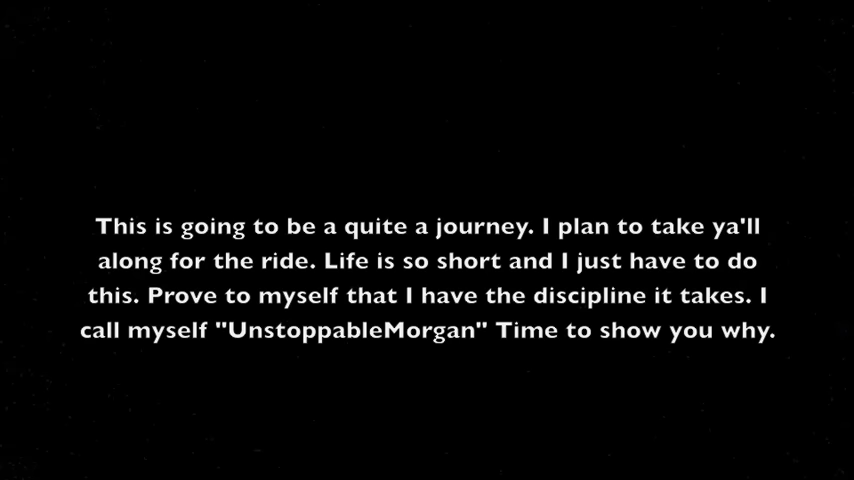 This is going to be a quite a journey. I plan to take ya'll
along for the ride. Life is so short and I just have to do
this. Prove to myself that I have the discipline it takes. I
call myself "UnstoppableMorgan" Time to show you why.